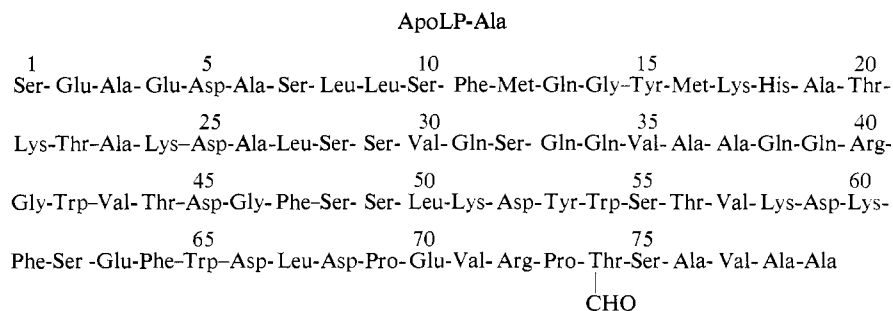 ApoLP-Ala
1 5 10 15 20
Ser- Glu-Ala- Glu-Asp-Ala- Ser- Leu-Leu-Ser- Phe-Met-Gln-Gly-Tyr-Met-Lys-His- Ala- Thr-
25 30 35 40
Lys-Thr-Ala- Lys-Asp-Ala-Leu-Ser- Ser- Val-Gln-Ser- Gln-Gln-Val- Ala- Ala-Gln-Gln- Arg-
45 50 55 60
Gly-Trp-Val- Thr-Asp-Gly- Phe-Ser- Ser- Leu-Lys- Asp- Tyr-Trp-Ser- Thr- Val- Lys- Asp- Lys-
65 70 75
Phe-Ser -Glu-Phe-Trp-Asp- Leu-Asp-Pro-Glu-Val- Arg- Pro- Thr-Ser- Ala- Val- Ala-Ala
CHO